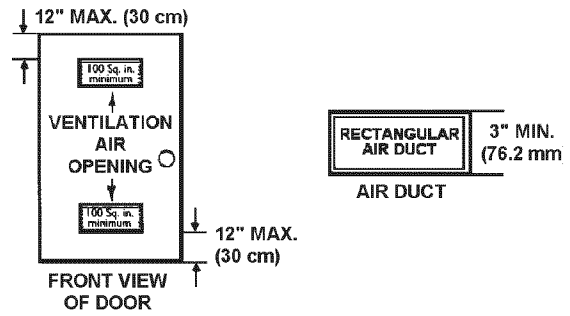 12" MAX. (30 cm)
100 Sq. in.
minimum
VENTILATION
AIR
OPENING
100 Sq. in.
minimum
12" MAX.
(30 cm)
FRONT VIEW
OF DOOR
RECTANGULAR
AIR DUCT
3" MIN.
(76.2 mm)
AIR DUCT